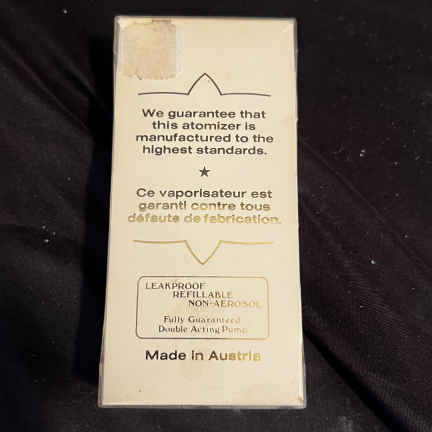 We guarantee that
this atomizer is
manufactured to the
highest standards.
Ce vaporisateur est
garanti contre tous
défauts de fabrication.
LEAKPROOF
REFILLABLE
NON-AEROSOL
Fully Guaranteed
Double Acting Pump
Made in Austria